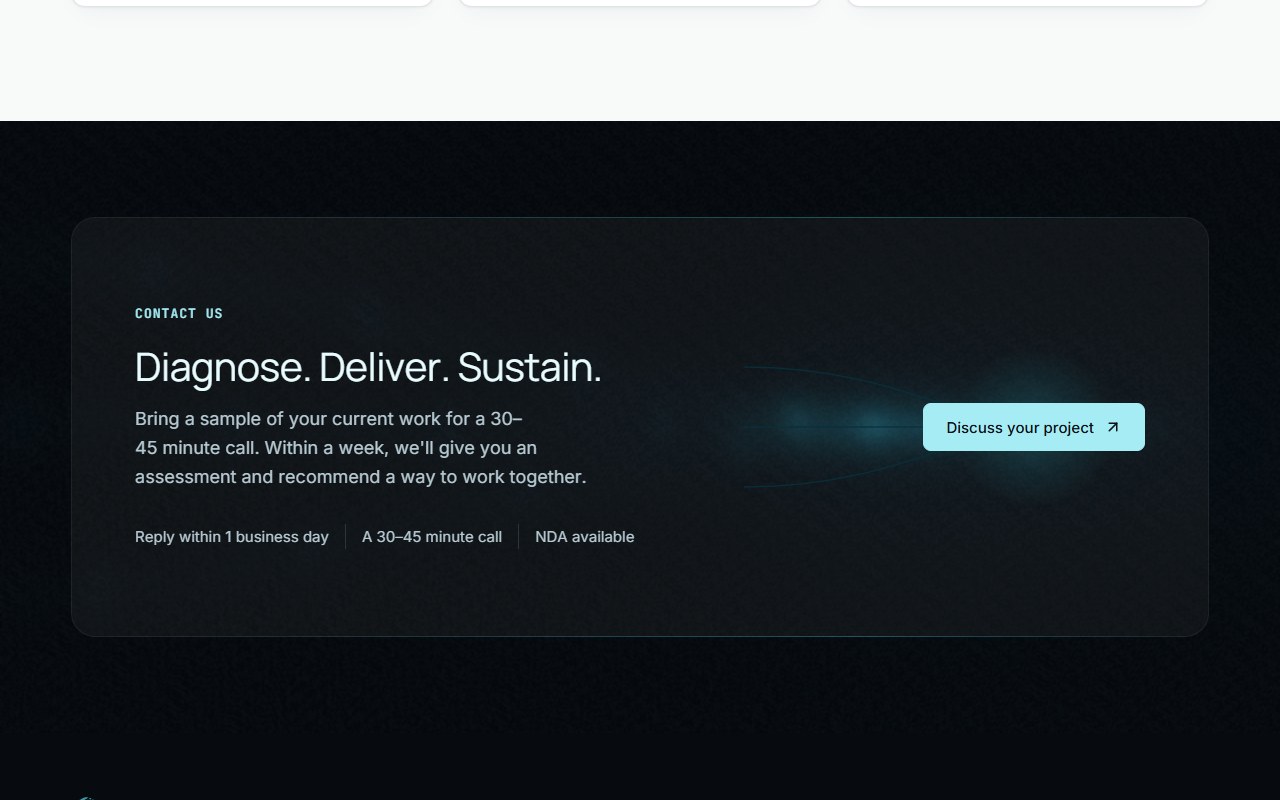 CONTACT US
Diagnose. Deliver. Sustain.
Bring a sample of your current work for a 30–
45 minute call. Within a week, we'll give you an
assessment and recommend a way to work together.
Discuss your project
Reply within 1 business day
A 30–45 minute call
NDA available